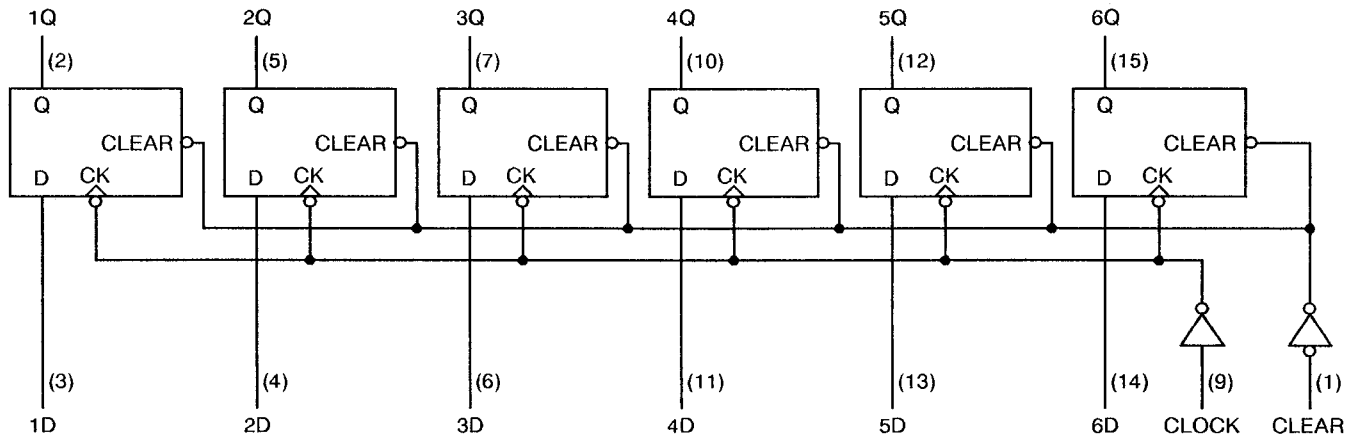 1Q 2Q 3Q 4Q 5Q 6Q
(2) (5) (7) (10) (12) (15)
Q Q Q Q Q Q
CLEAR CLEAR CLEAR CLEAR CLEAR CLEAR
D CK D CK D CK D CK D CK D CK
(3) (4) (6) (11) (13) (14) (9) (1)
1D 2D 3D 4D 5D 6D CLOCK CLEAR